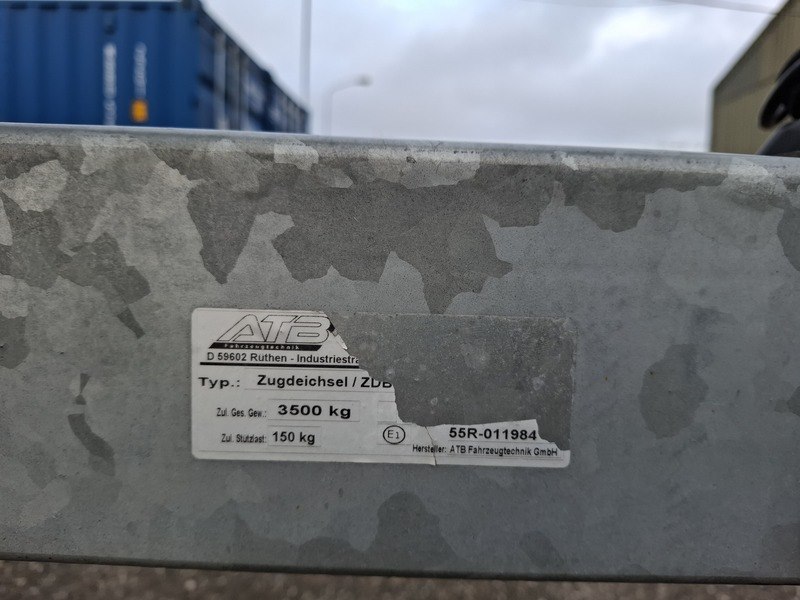 ATB
Fahrzeugtechnik
D 59602 Rüthen - Industriestra
Typ.: Zugdeichsel / ZDB
Zul. Ges. Gew.: 3500 kg
Zul. Stützlast: 150 kg
E1 55R-011984
Hersteller: ATB Fahrzeugtechnik GmbH